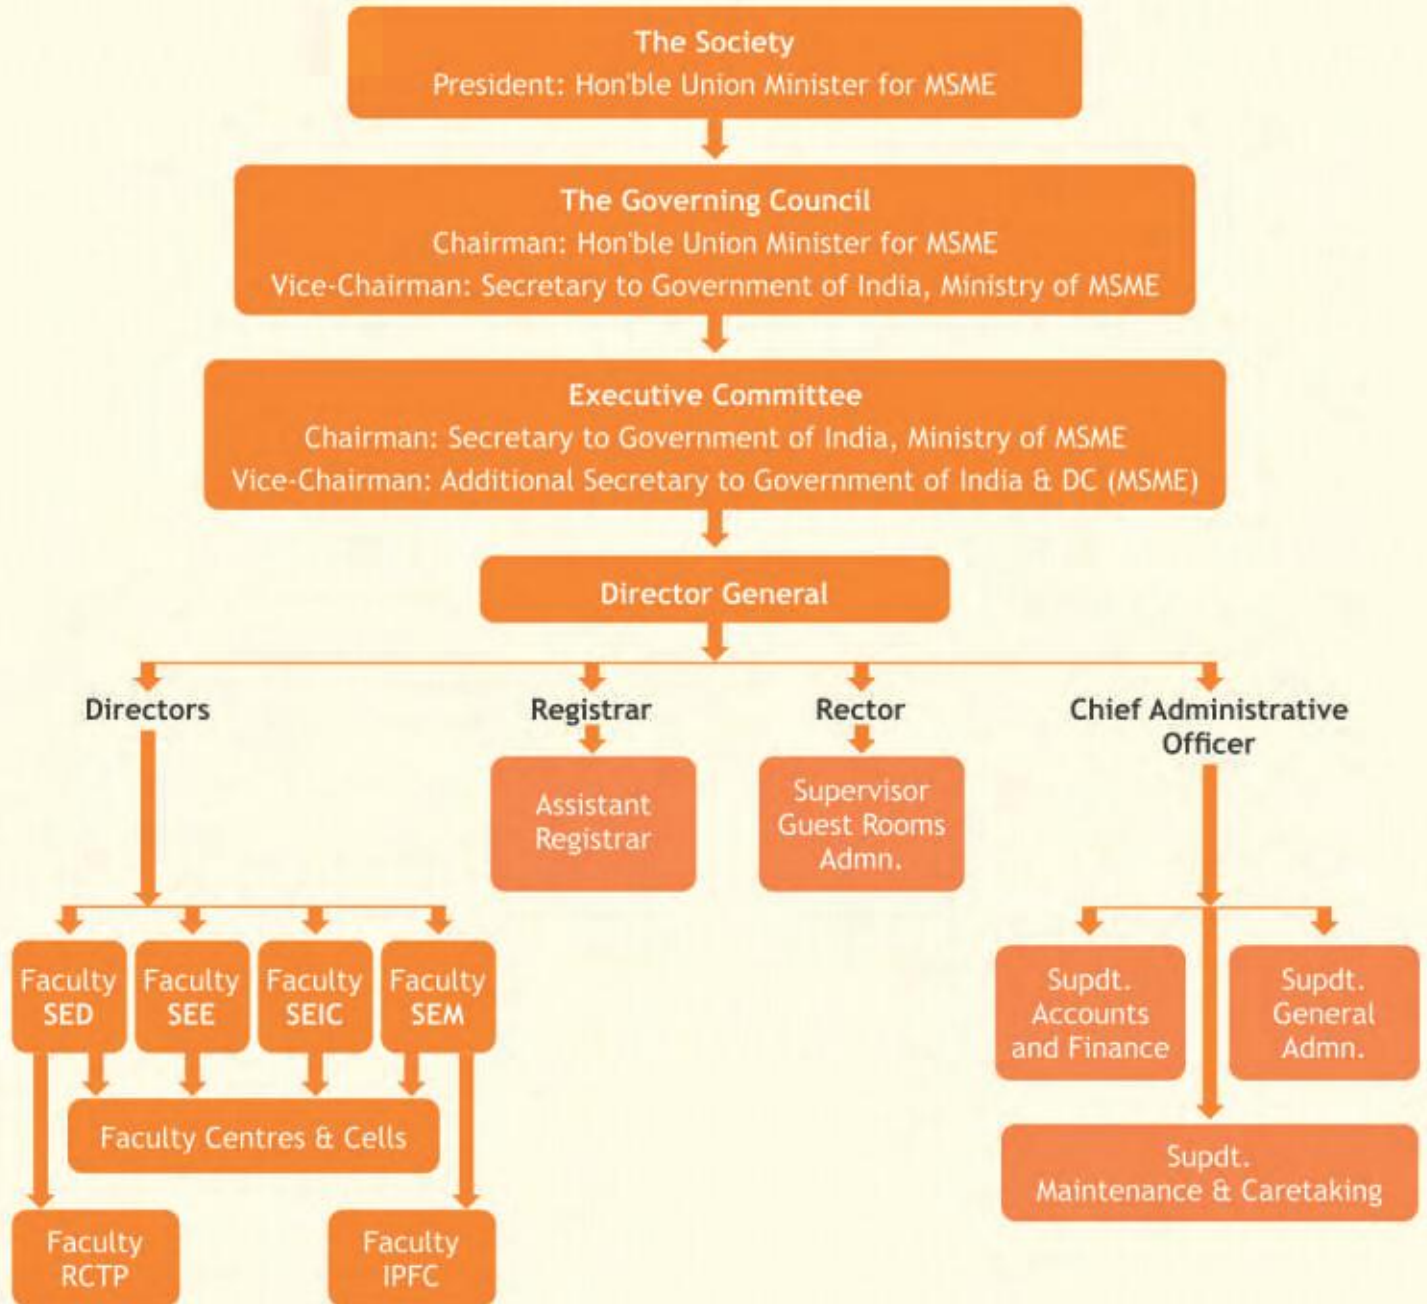 The Society
President: Hon'ble Union Minister for MSME
The Governing Council
Chairman: Hon'ble Union Minister for MSME
Vice-Chairman: Secretary to Government of India, Ministry of MSME
Executive Committee
Chairman: Secretary to Government of India, Ministry of MSME
Vice-Chairman: Additional Secretary to Government of India & DC (MSME)
Director General
Directors
Registrar
Rector
Chief Administrative
Officer
Assistant
Registrar
Supervisor
Guest Rooms
Admn.
Faculty
SED
Faculty
SEE
Faculty
SEIC
Faculty
SEM
Supdt.
Accounts
and Finance
Supdt.
General
Admn.
Faculty Centres & Cells
Supdt.
Maintenance & Caretaking
Faculty
RCTP
Faculty
IPFC